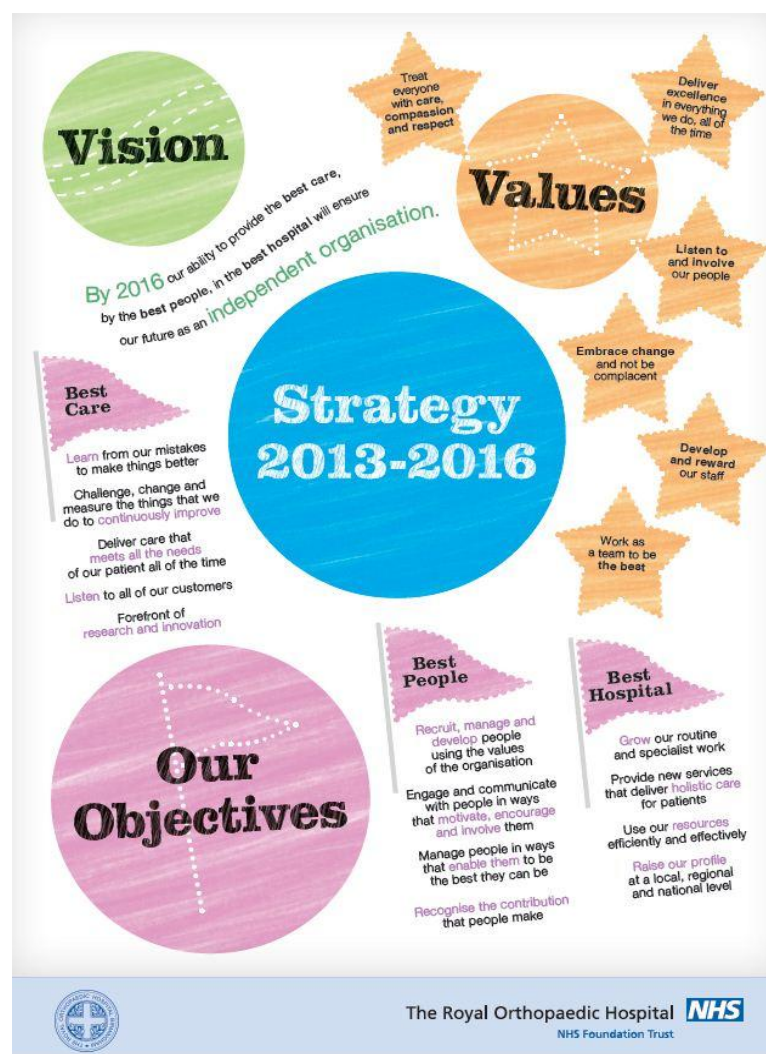 Vision
By 2016 our ability to provide the best care,
by the best people, in the best hospital will ensure
our future as an independent organisation.
Values
Treat
everyone
with care,
compassion
and respect
Deliver
excellence
in everything
we do, all of
the time
Listen to
and involve
our people
Embrace change
and not be
complacent
Develop
and reward
our staff
Work as
a team to be
the best
Strategy
2013-2016
Best
Care
Learn from our mistakes
to make things better
Challenge, change and
measure the things that we
do to continuously improve
Deliver care that
meets all the needs
of our patient all of the time
Listen to all of our customers
Forefront of
research and innovation
Our
Objectives
Best
People
Recruit, manage and
develop people
using the values
of the organisation
Engage and communicate
with people in ways
that motivate, encourage
and involve them
Manage people in ways
that enable them to be
the best they can be
Recognise the contribution
that people make
Best
Hospital
Grow our routine
and specialist work
Provide new services
that deliver holistic care
for patients
Use our resources
efficiently and effectively
Raise our profile
at a local, regional
and national level
The Royal Orthopaedic Hospital NHS
NHS Foundation Trust